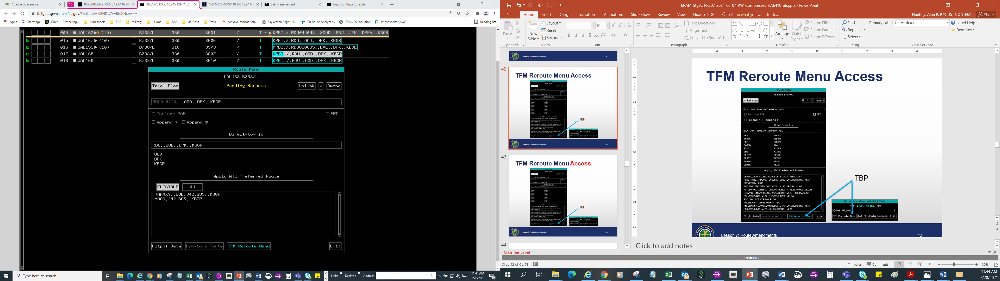 Apache Guacamole
16
867/RPD:RPos:10.245.129.116:28
868/DVu:DPos:10.245.129.116:28
455/MCG:MCWS:10.245.129.116:
Lab Management
Guac huntleya Console
tb3guac.gwp.eram.faa.gov/#/client/MzI2NDcAYwBteXNxbA==
Apps Startpage Gibiru – Protecting... Timesheets ECS Military Leidos FAA US Govt Travel AirNav: Information... SkyVector: Flight Pl... IFR Route Analyzer... FRAC SSL Solution Photoshelter_AOC Reading list
005 UAL162 (19) B738/L 330 3601 / T * KPBI./.RDU044043..>OOD..SBJ..JFK..DPK<..KBGR
015 UAL167 (10) B738/L 330 3606 / T KPBI./.RDU..OOD..DPK..KBGR
016 UAL159 (10) B738/L 310 3573 / T KPBI./.RDU090035..LVL..DPK..KBDL
017 UAL168 B738/L 330 3607 / T KPBI./.RDU..OOD..DPK..KBGR
018 UAL169 B738/L 330 3610 / T KPBI./.RDU..OOD..DPK..KBGR
Route Menu
UAL168 B738/L
Trial Plan Pending Reroute Uplink Amend
RDU044120.. OOD..DPK..KBGR
Include PAR FRC
Append * Append ⊕
Direct-to-Fix
RDU..OOD..DPK..KBGR
OOD
DPK
KBGR
Apply ATC Preferred Route
ELIGIBLE ALL
→MAAXY..OOD.J42.BOS..KBGR
→OOD.J42.BOS..KBGR
Flight Data Previous Route TFM Reroute Menu Exit
Type here to search
Links » Desktop » Address
11:44 AM
7/20/2021
10
ERAM_Stg3c_PRS07_2021_06_07_RW_Compressed_EAE410_ah.pptx - PowerPoint
File Home Insert Design Transitions Animations Slide Show Review View Nuance PDF Tell me what you want to do... Huntley, Alan P. [US-US][NON-EMP] Share
Paste
Clipboard
New Slide
Layout
Reset
Section
Slides
40
Font
Text Direction
Align Text
Convert to SmartArt
Paragraph
Arrange
Quick Styles
Shape Fill
Shape Outline
Shape Effects
Drawing
Find
Replace
Select
Editing
Primary Label Unrestricted
Label Help
Favorites
Classifier Label
Lesson 7: Route Amendments 41
42
TFM Reroute Menu Access
TBP
Lesson 7: Route Amendments 42
43
TFM Reroute Menu Access
TBP
Lesson 7: Route Amendments 42
44
TFM Reroute Menu Access
Route Menu
AAL005 B738/L
Trial Plan Uplink Amend
ILM..HPW.J191.PXT.KORRY4.KLGA
Include PAR FRC
Append * Append ⊕
Direct-to-Fix
ILM..HPW.J191.PXT.KORRY4.KLGA
HPW HOLEY
BUBBS BRAND
PXT KORRY
GARED RBV
RIDGY TYKES
ENO MINKS
SKIPY RENUE
BESSI APPLE
EDJER PROD
DAVYS KLGA
Apply ATC Preferred Route
JERES.J220.MICAN.J220.FORTT..MIP.MIP4.KLGA
HGR..HAR..LRP.V93..V6.SBJ.V232..V123.PROUD..KLGA
GVE.KORRY.KLGA
FAK.V16.ENO.V29.DQO.V479..V123.PROUD..KLGA
PXT.PXT023.GATBY..DQO.V479.RUUTH.V123.PROUD..KLGA
RIC.V16.ENO.V29.DQO.V479.RUUTH.V123.PROUD..KLGA
ESL.V377.HAR.V162.FJC.V6.LIZZI..KLGA
RIC.J14.PXT.KORRY4.KLGA
PALEO.V44.AGARD.KORRY4.KLGA
AML.AML091..V43..V433.DQO.V479..V123.PROUD..KLGA
MRB.V214.DQO.V479..V123.PROUD..KLGA
Flight Data Previous Route TFM Reroute Menu Exit
TBP
TFM Quick View: AAL005 B738/L
TMI RRLGA02
TFM Reroute Menu Uplink Apply Reroute Exit
Lesson 7: Route Amendments 42
Click to add notes
Classifier Label
Unrestricted
Slide 42 of 0 .. 73
Notes Comments 80%
11:44 AM
7/20/2021